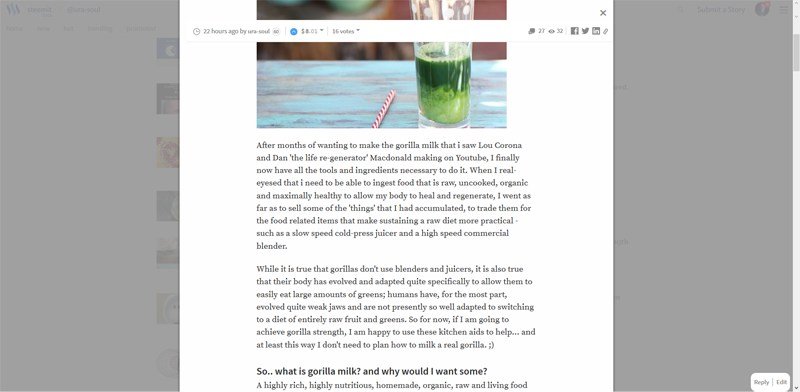 steemit
beta
@ura-soul
Submit a Story
home new hot trending promoted
22 hours ago by ura-soul 60 $ 8.01 16 votes 27 32
After months of wanting to make the gorilla milk that i saw Lou Corona
and Dan 'the life re-generator' Macdonald making on Youtube, I finally
now have all the tools and ingredients necessary to do it. When I real-
eyesed that i need to be able to ingest food that is raw, uncooked, organic
and maximally healthy to allow my body to heal and regenerate, I went as
far as to sell some of the 'things' that I had accumulated, to trade them for
the food related items that make sustaining a raw diet more practical -
such as a slow speed cold-press juicer and a high speed commercial
blender.
While it is true that gorillas don't use blenders and juicers, it is also true
that their body has evolved and adapted quite specifically to allow them to
easily eat large amounts of greens; humans have, for the most part,
evolved quite weak jaws and are not presently so well adapted to switching
to a diet of entirely raw fruit and greens. So for now, if I am going to
achieve gorilla strength, I am happy to use these kitchen aids to help... and
at least this way I don't need to plan how to milk a real gorilla. ;)
So.. what is gorilla milk? and why would I want some?
A highly rich, highly nutritious, homemade, organic, raw and living food
Reply Edit